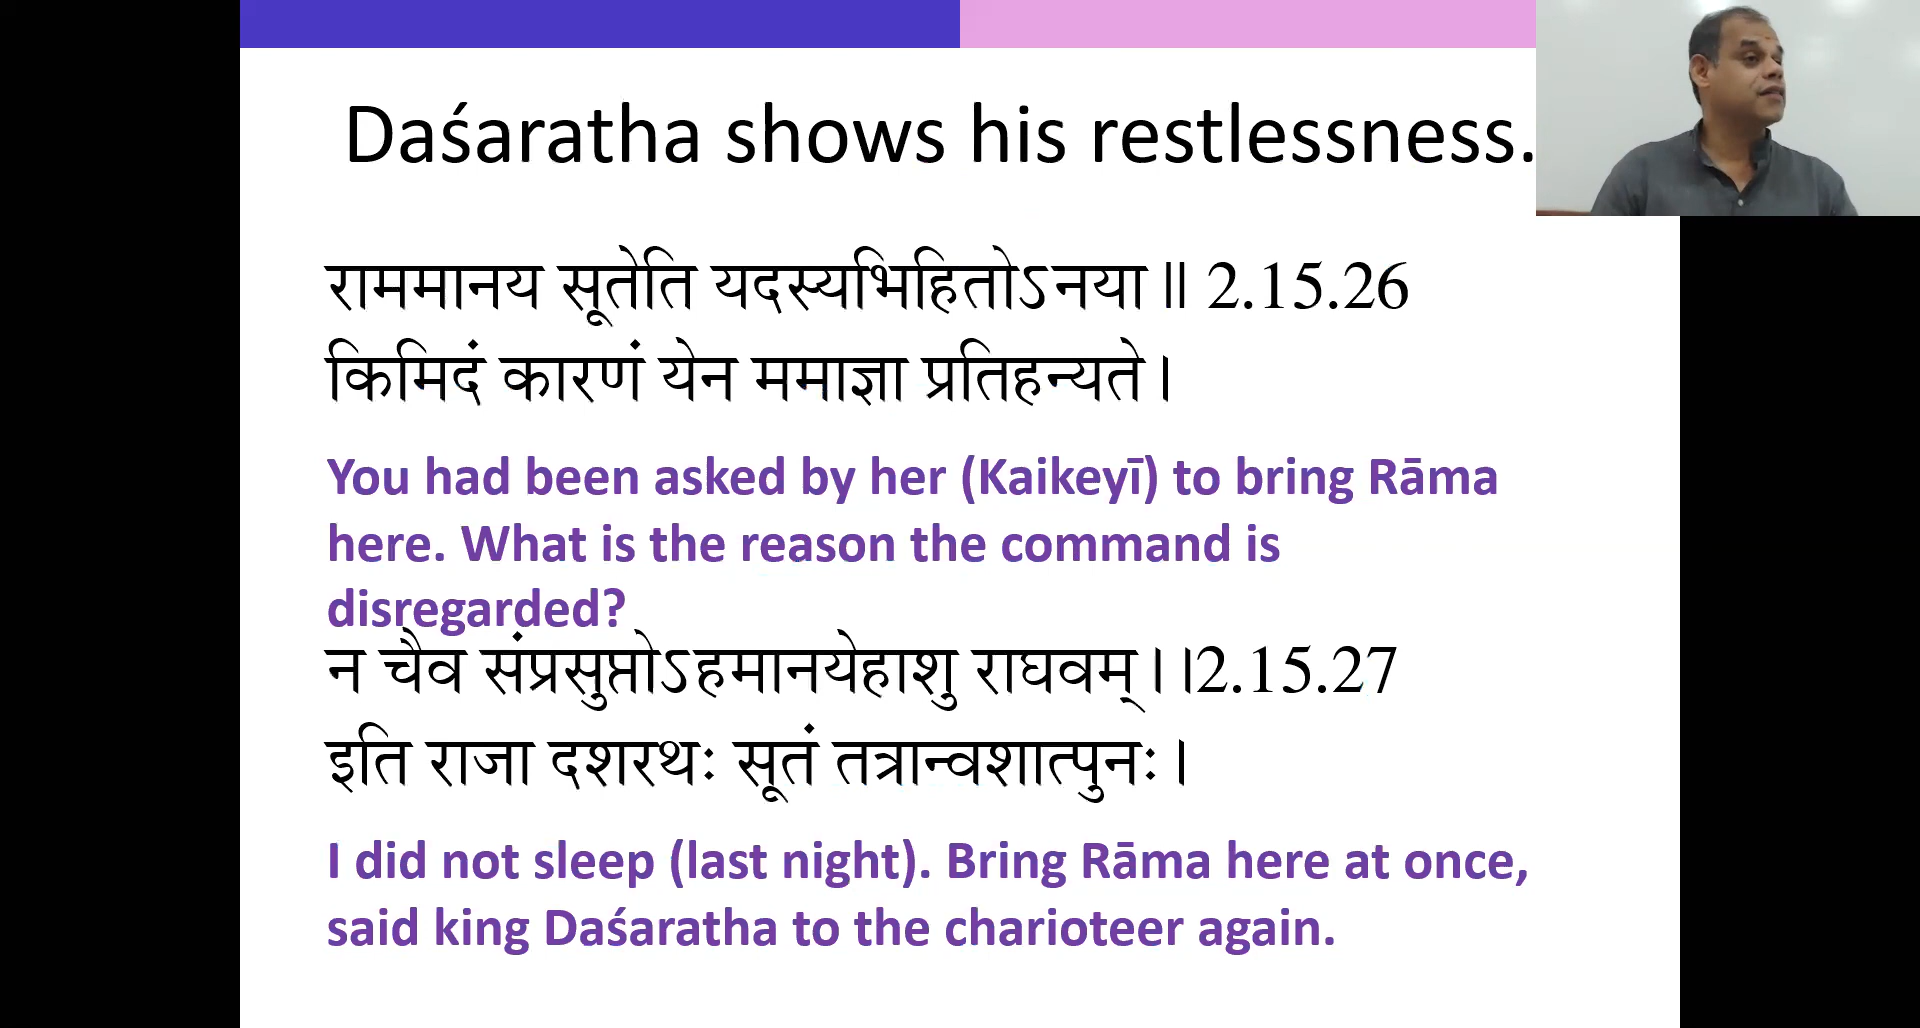 Daśaratha shows his restlessness.
राममानय सूतेति यदस्यभिहितोऽनया॥ 2.15.26
किमिदं कारणं येन ममाज्ञा प्रतिहन्यते।
You had been asked by her (Kaikeyī) to bring Rāma
here. What is the reason the command is
disregarded?
न चैव संप्रसुप्तोऽहमानयेहाशु राघवम्।।2.15.27
इति राजा दशरथः सूतं तत्रान्वशात्पुनः।
I did not sleep (last night). Bring Rāma here at once,
said king Daśaratha to the charioteer again.